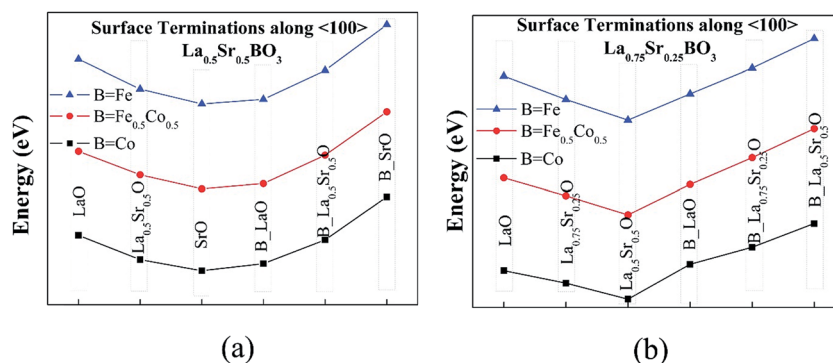 Surface Terminations along <100>
La0.5Sr0.5BO3
B=Fe
B=Fe0.5Co0.5
B=Co
Energy (eV)
LaO
La0.5Sr0.5O
SrO
B_LaO
B_La0.5Sr0.5O
B_SrO
(a)
Surface Terminations along <100>
La0.75Sr0.25BO3
B=Fe
B=Fe0.5Co0.5
B=Co
Energy (eV)
LaO
La0.75Sr0.25O
La0.5Sr0.5O
B_LaO
B_La0.75Sr0.25O
B_La0.5Sr0.5O
(b)